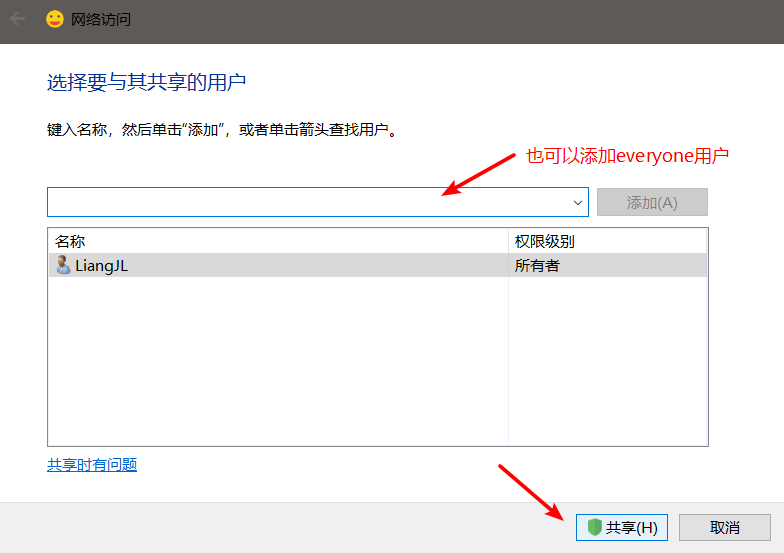 网络访问
选择要与其共享的用户
键入名称，然后单击“添加”，或者单击箭头查找用户。
也可以添加everyone用户
添加(A)
名称 权限级别
LiangJL 所有者
共享时有问题
共享(H) 取消